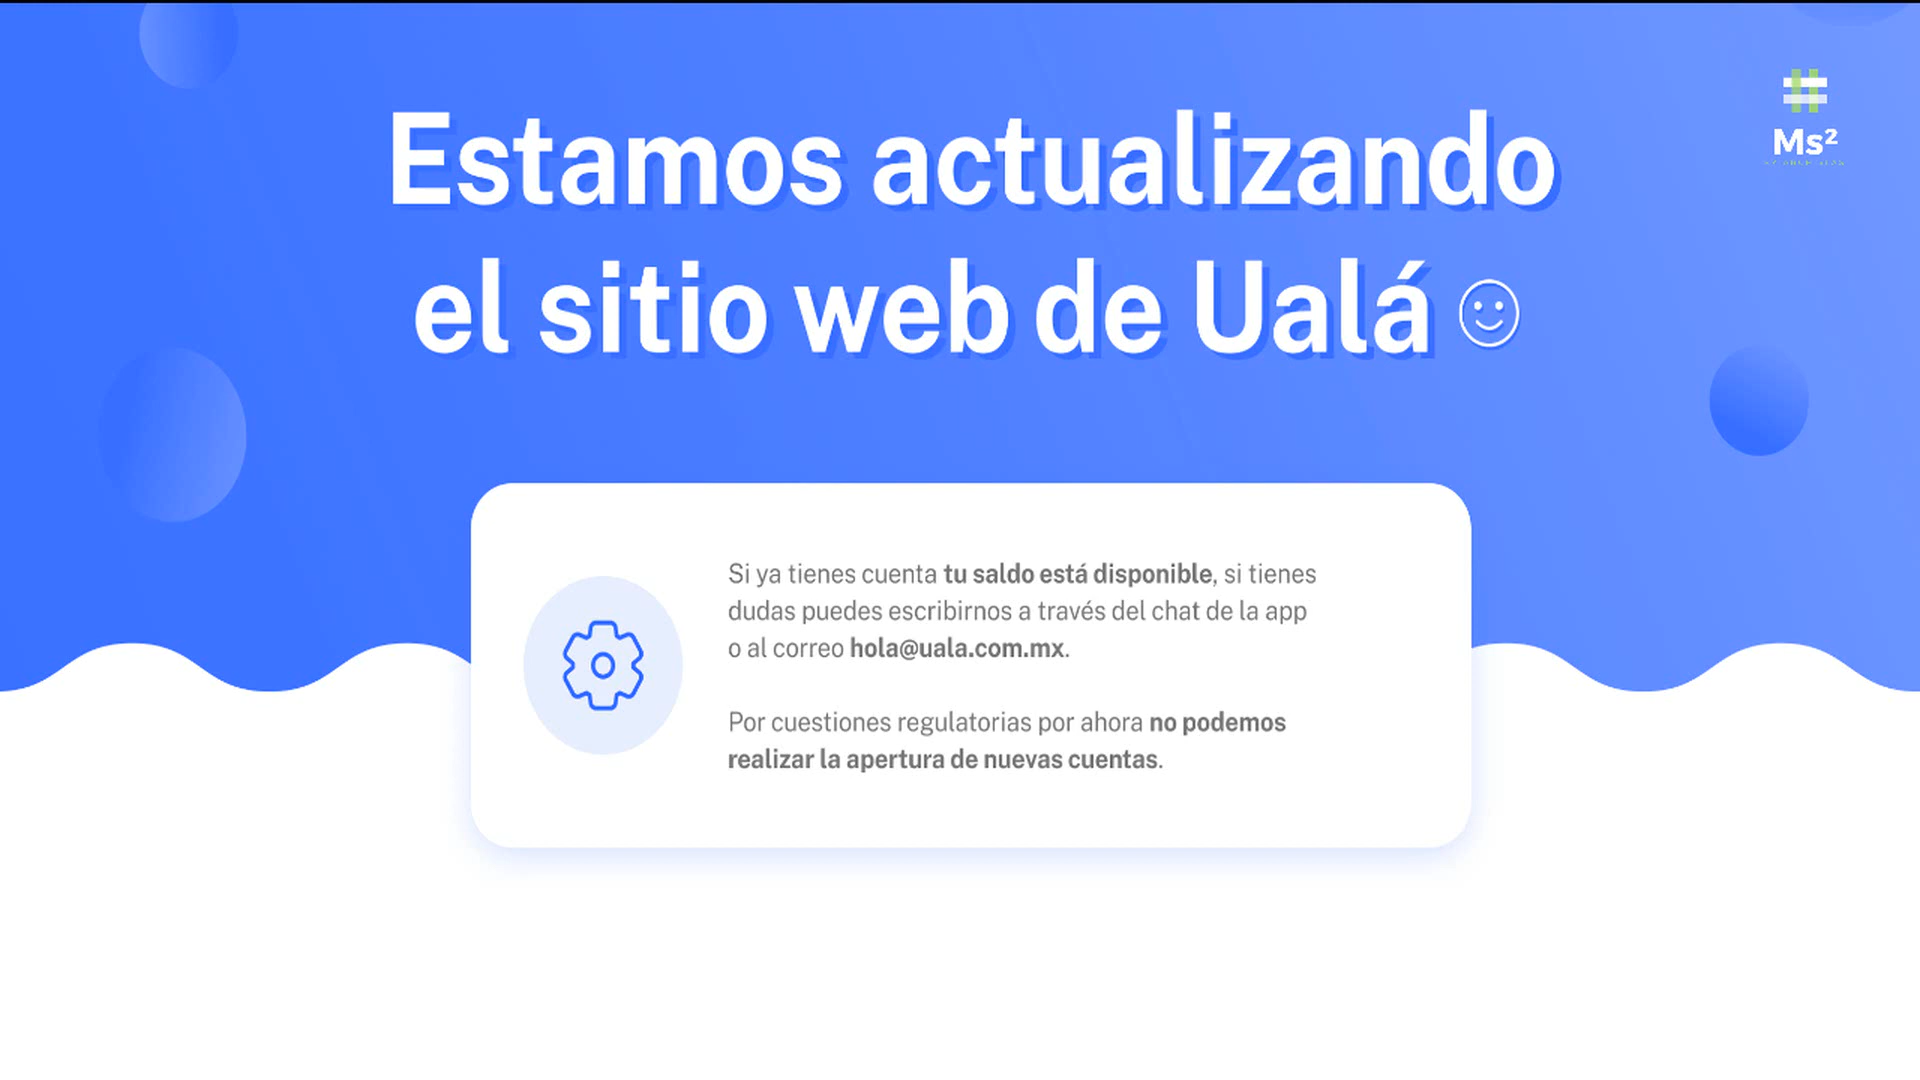 Estamos actualizando
el sitio web de Ualá
Ms²
Si ya tienes cuenta tu saldo está disponible, si tienes
dudas puedes escribirnos a través del chat de la app
o al correo hola@uala.com.mx.
Por cuestiones regulatorias por ahora no podemos
realizar la apertura de nuevas cuentas.